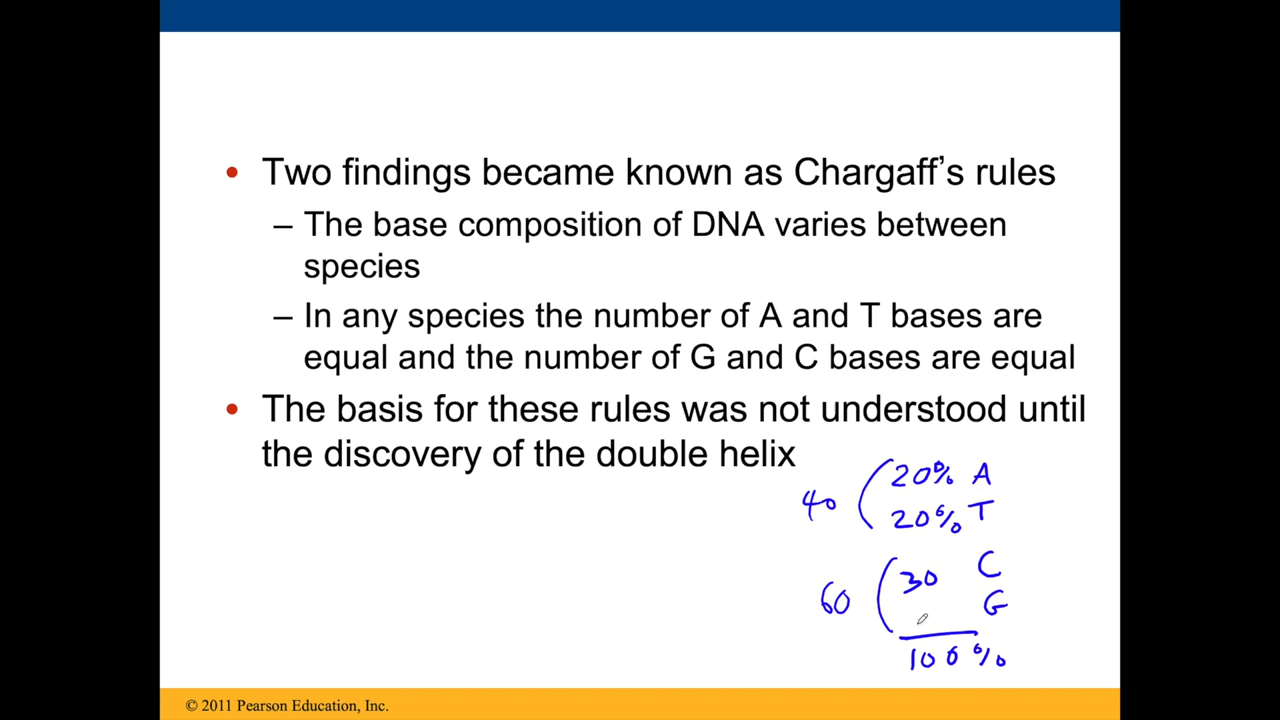 • Two findings became known as Chargaff’s rules
– The base composition of DNA varies between
species
– In any species the number of A and T bases are
equal and the number of G and C bases are equal
• The basis for these rules was not understood until
the discovery of the double helix
20% A
40
20% T
30 C
60
G
100%
© 2011 Pearson Education, Inc.